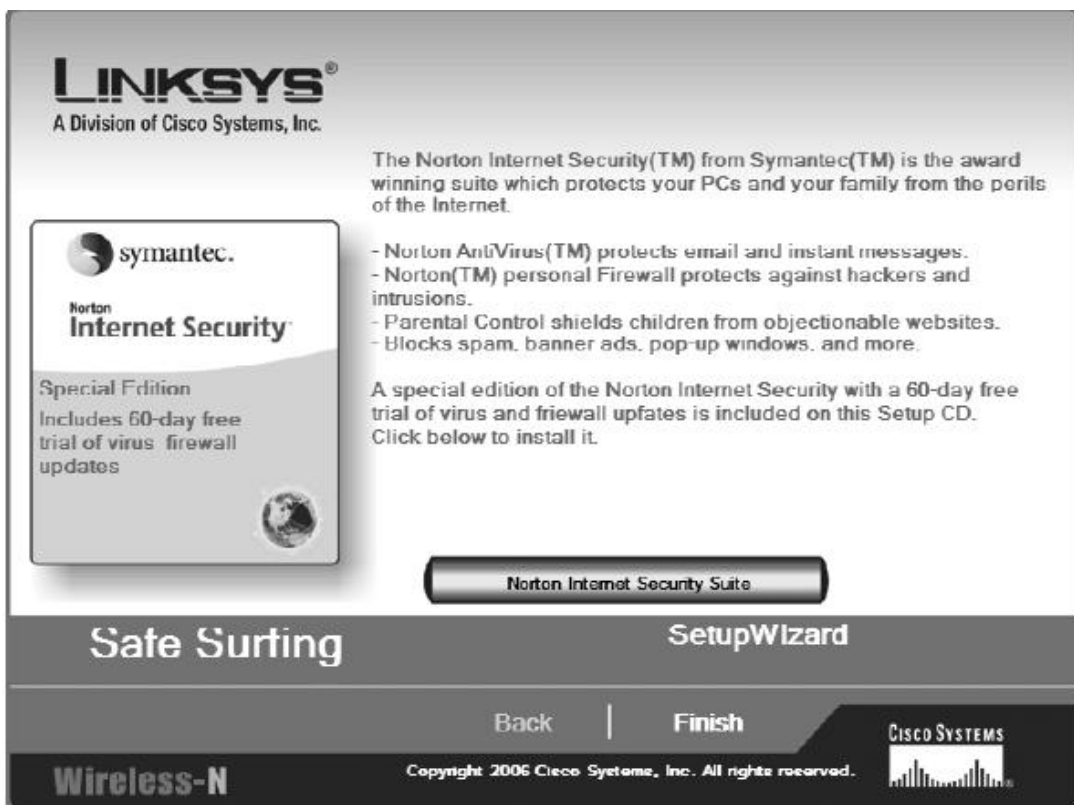 LINKSYS®
A Division of Cisco Systems, Inc.
The Norton Internet Security(TM) from Symantec(TM) is the award
winning suite which protects your PCs and your family from the perils
of the Internet.
- Norton AntiVirus(TM) protects email and instant messages.
- Norton(TM) personal Firewall protects against hackers and
intrusions.
- Parental Control shields children from objectionable websites.
- Blocks spam, banner ads, pop-up windows, and more.
A special edition of the Norton Internet Security with a 60-day free
trial of virus and friewall upfates is included on this Setup CD.
Click below to install it.
symantec.
Norton
Internet Security
Special Edition
Includes 60-day free
trial of virus firewall
updates
Norton Internet Security Suite
Safe Surfing
SetupWizard
Back | Finish
CISCO SYSTEMS
Wireless-N
Copyright 2006 Cisco Systems, Inc. All rights reserved.